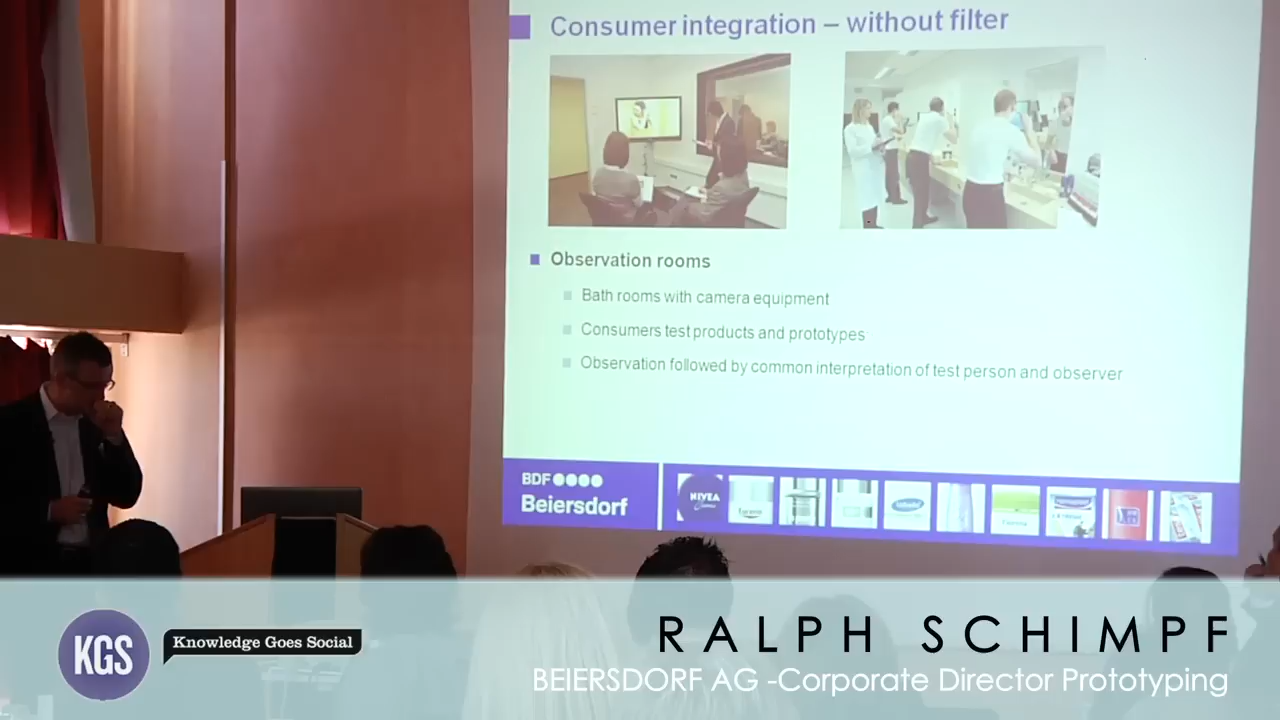 Consumer integration – without filter
Observation rooms
Bath rooms with camera equipment
Consumers test products and prototypes
Observation followed by common interpretation of test person and observer
BDF
Beiersdorf
NIVEA
Creme
KGS
Knowledge Goes Social
RALPH SCHIMPF
BEIERSDORF AG -Corporate Director Prototyping